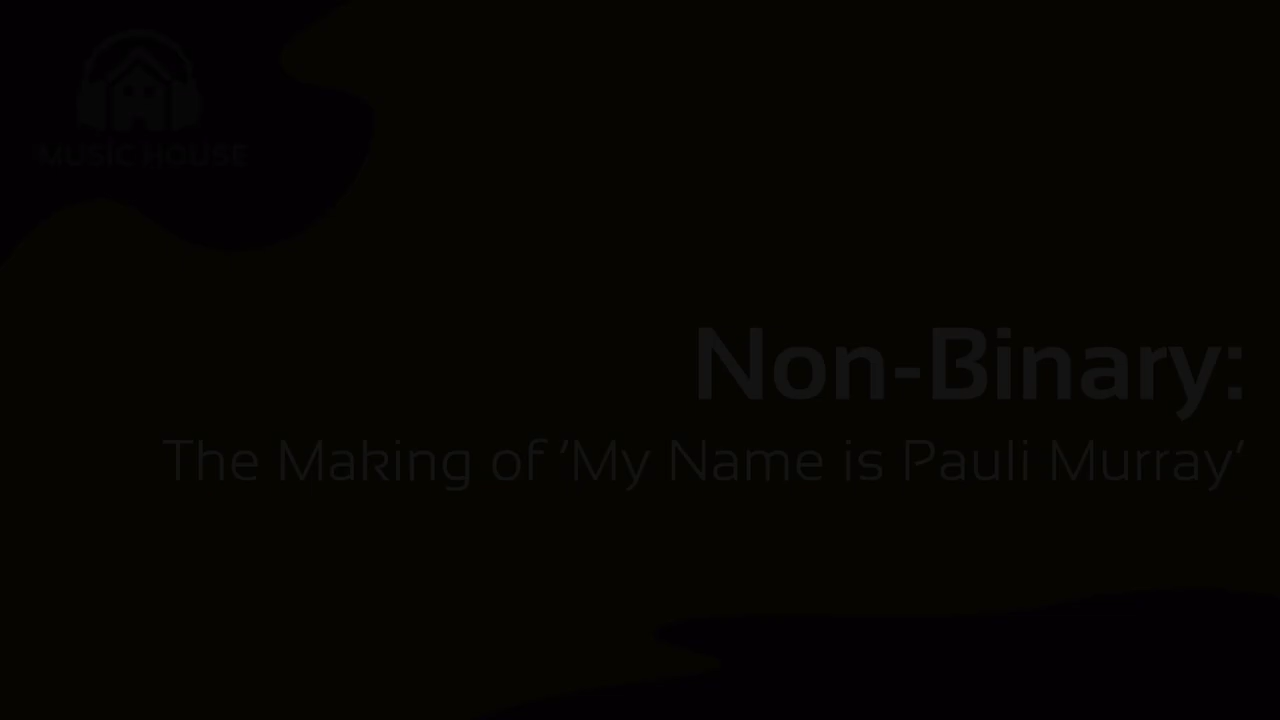 MUSIC HOUSE
Non-Binary:
The Making of ‘My Name is Pauli Murray’